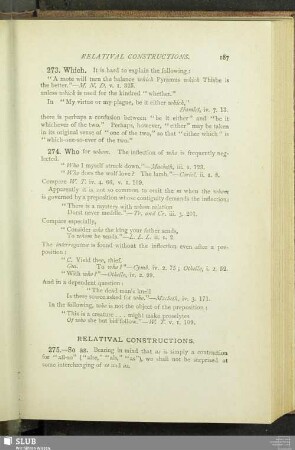 RELATIVAL CONSTRUCTIONS. 187
273. Which. It is hard to explain the following:
"A mote will turn the balance which Pyramus which Thisbe is
the better."—M. N. D. v. 1. 325.
unless which is used for the kindred "whether."
In "My virtue or my plague, be it either which,"
Hamlet, iv. 7. 13.
there is perhaps a confusion between "be it either" and "be it
whichever of the two." Perhaps, however, "either" may be taken
in its original sense of "one of the two," so that "either which" is
"which-one-so-ever of the two."
274. Who for whom. The inflection of who is frequently neg-
lected.
"Who I myself struck down."—Macbeth, iii. 1. 123.
"Who does the wolf love? The lamb."—Coriol. ii. 1. 8.
Compare W. T. iv. 4. 66, v. 1. 109.
Apparently it is not so common to omit the m when the whom
is governed by a preposition whose contiguity demands the inflection:
"There is a mystery with whom relation
Durst never meddle."—Tr. and Cr. iii. 3. 201.
Compare especially,
"Consider who the king your father sends,
To whom he sends."—L. L. L. ii. 1. 2.
The interrogative is found without the inflection even after a pre-
position:
"C. Yield thee, thief.
Gui. To who?"—Cymb. iv. 2. 75; Othello, i. 2. 52.
"With who?"—Othello, iv. 2. 99.
And in a dependent question:
"The dead man's knell
Is there scarce asked for who."—Macbeth, iv. 3. 171.
In the following, who is not the object of the preposition:
"This is a creature . . . might make proselytes
Of who she but bid follow."—W. T. v. 1. 109.
RELATIVAL CONSTRUCTIONS.
275.—So as. Bearing in mind that as is simply a contraction
for "all-so" ("alse," "als," "as"), we shall not be surprised at
some interchanging of so and as.
SLUB